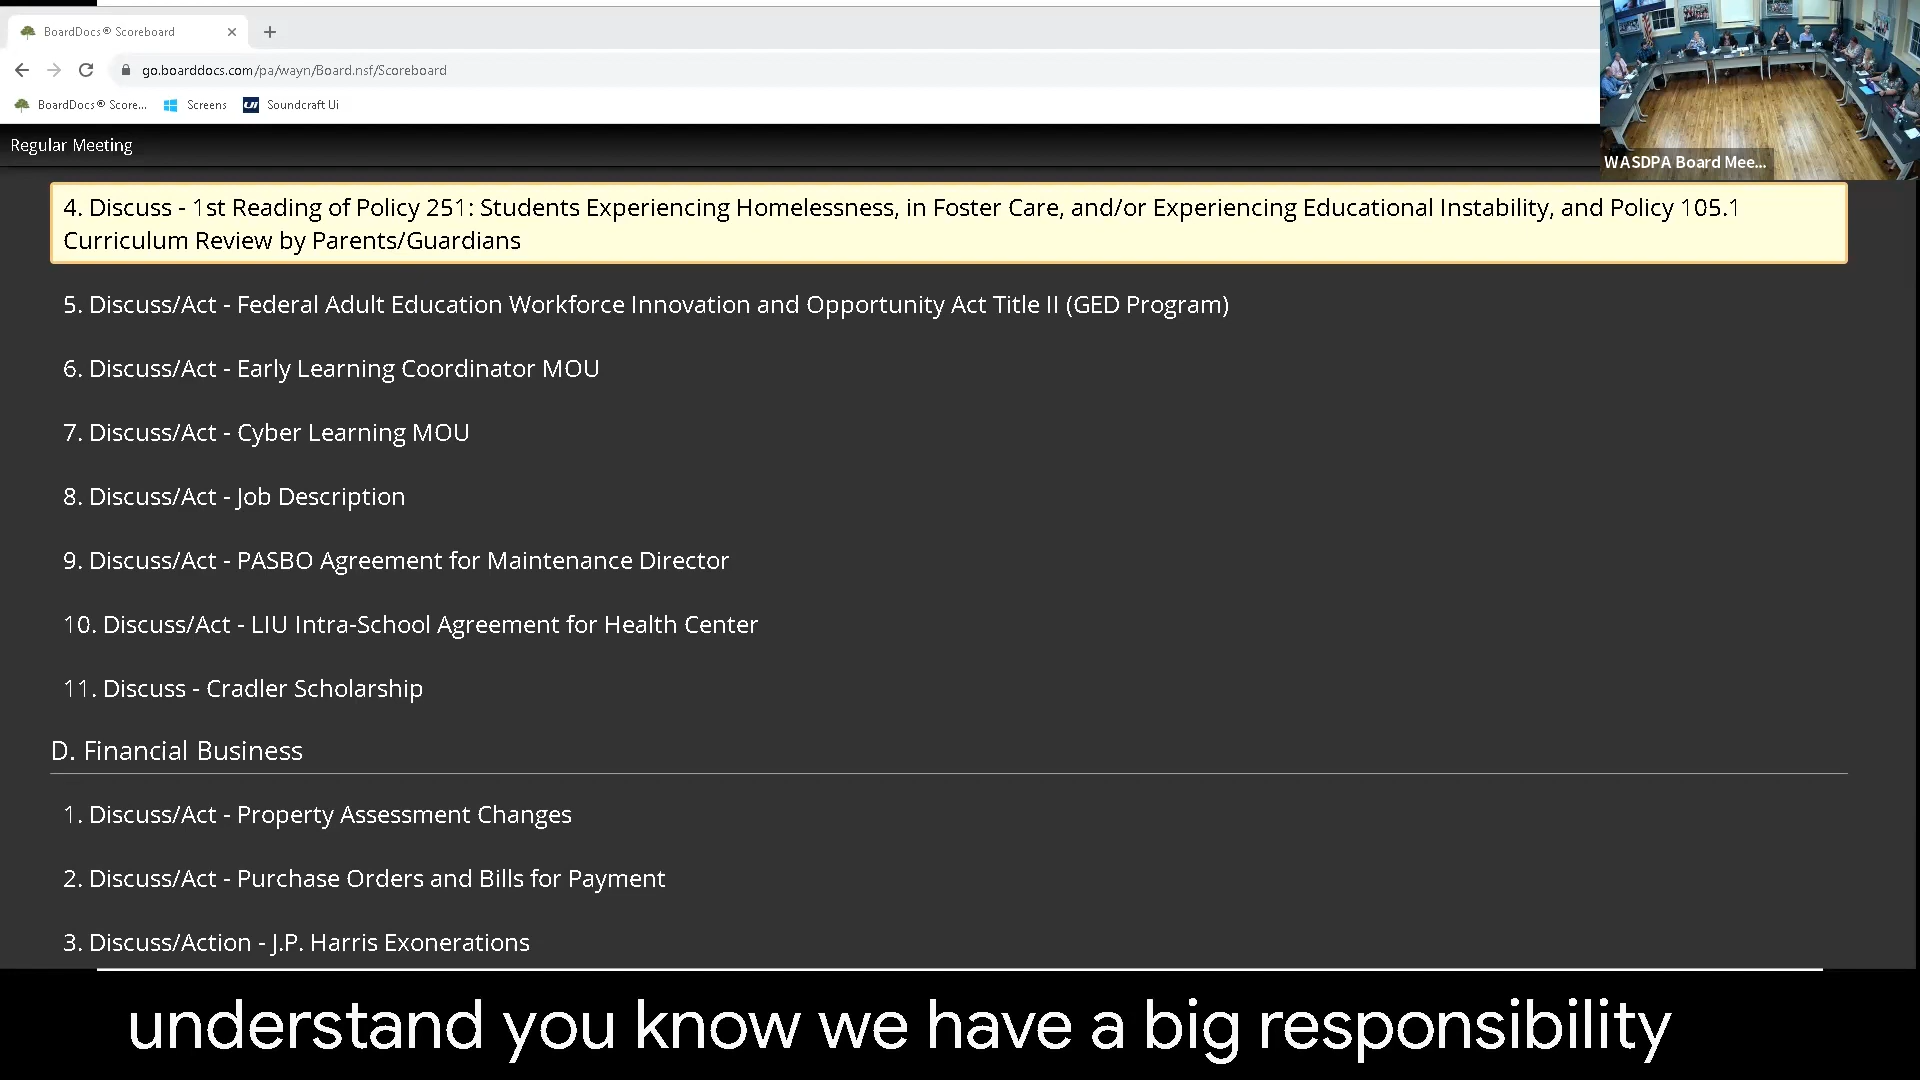 BoardDocs® Scoreboard
go.boarddocs.com/pa/wayn/Board.nsf/Scoreboard
BoardDocs® Score... Screens Soundcraft Ui
Regular Meeting
WASDPA Board Mee...
4. Discuss - 1st Reading of Policy 251: Students Experiencing Homelessness, in Foster Care, and/or Experiencing Educational Instability, and Policy 105.1
Curriculum Review by Parents/Guardians
5. Discuss/Act - Federal Adult Education Workforce Innovation and Opportunity Act Title II (GED Program)
6. Discuss/Act - Early Learning Coordinator MOU
7. Discuss/Act - Cyber Learning MOU
8. Discuss/Act - Job Description
9. Discuss/Act - PASBO Agreement for Maintenance Director
10. Discuss/Act - LIU Intra-School Agreement for Health Center
11. Discuss - Cradler Scholarship
D. Financial Business
1. Discuss/Act - Property Assessment Changes
2. Discuss/Act - Purchase Orders and Bills for Payment
3. Discuss/Action - J.P. Harris Exonerations
understand you know we have a big responsibility